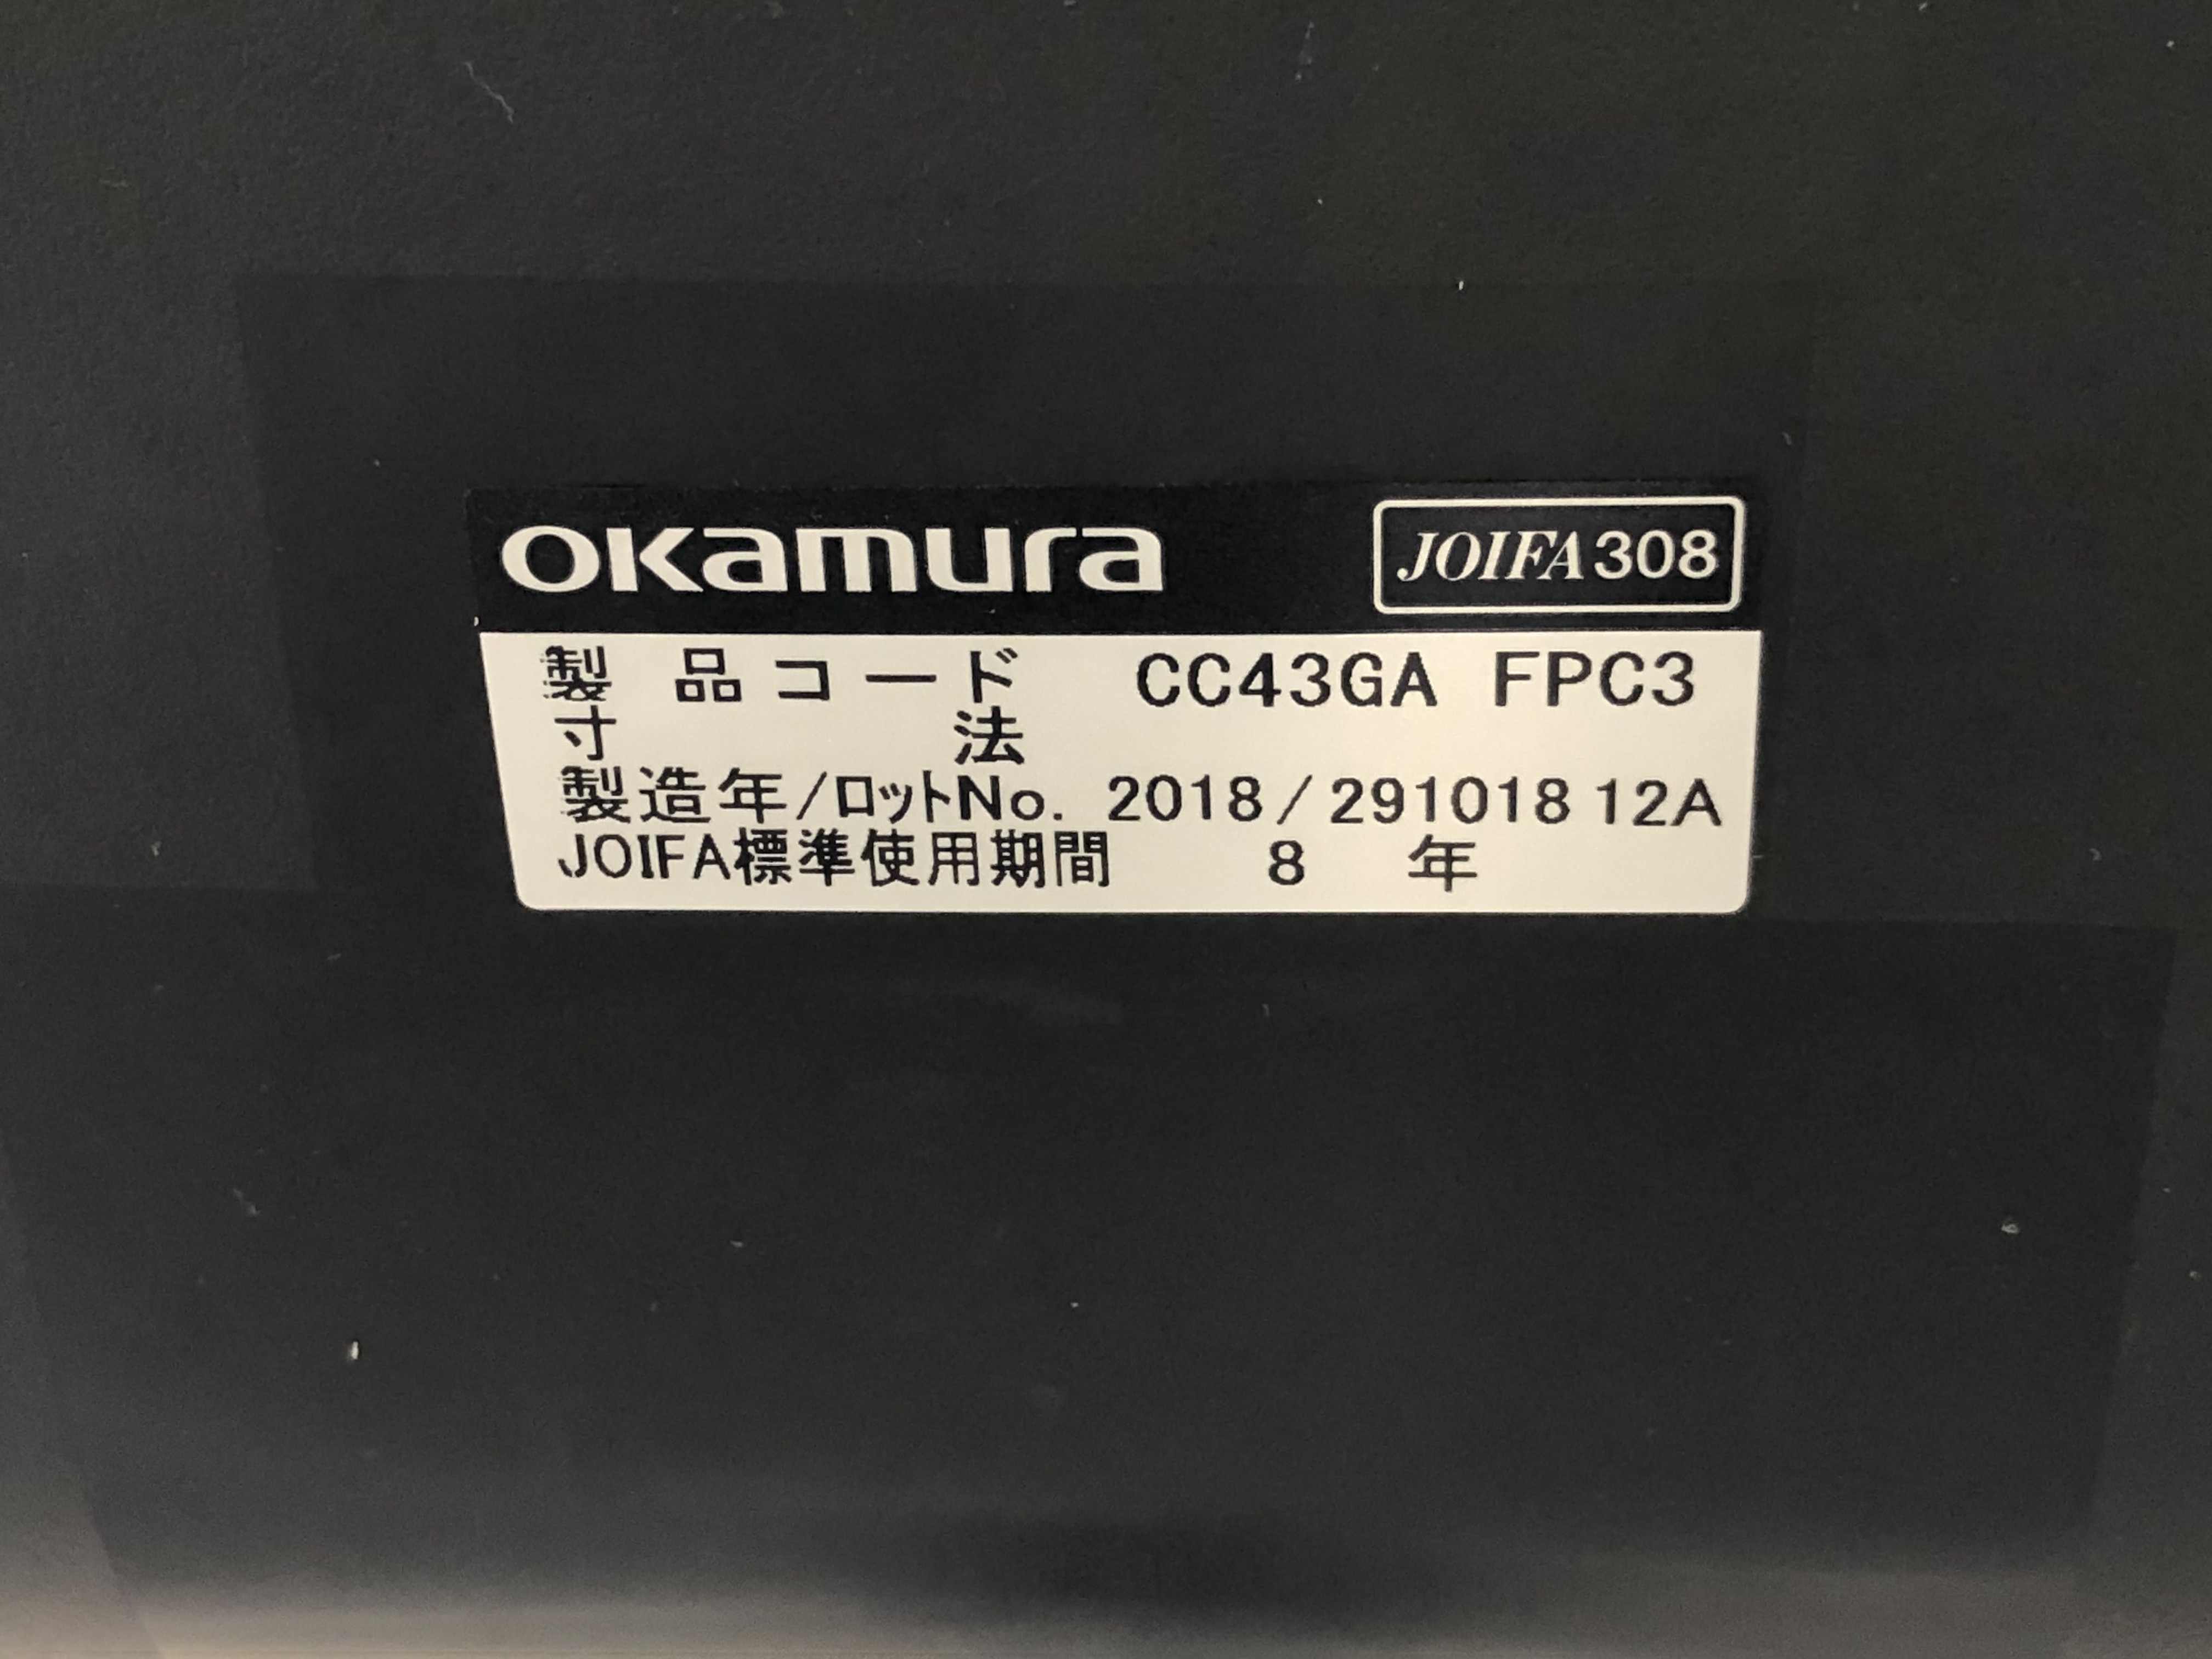 okamura JOIFA308
製品コード CC43GA FPC3
寸法
製造年/ロットNo. 2018/291018 12A
JOIFA標準使用期間 8 年